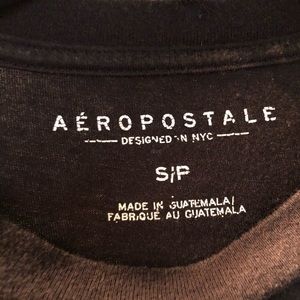 AÉROPOSTALE
DESIGNED IN NYC
S/P
MADE IN GUATEMALA/
FABRIQUÉ AU GUATEMALA